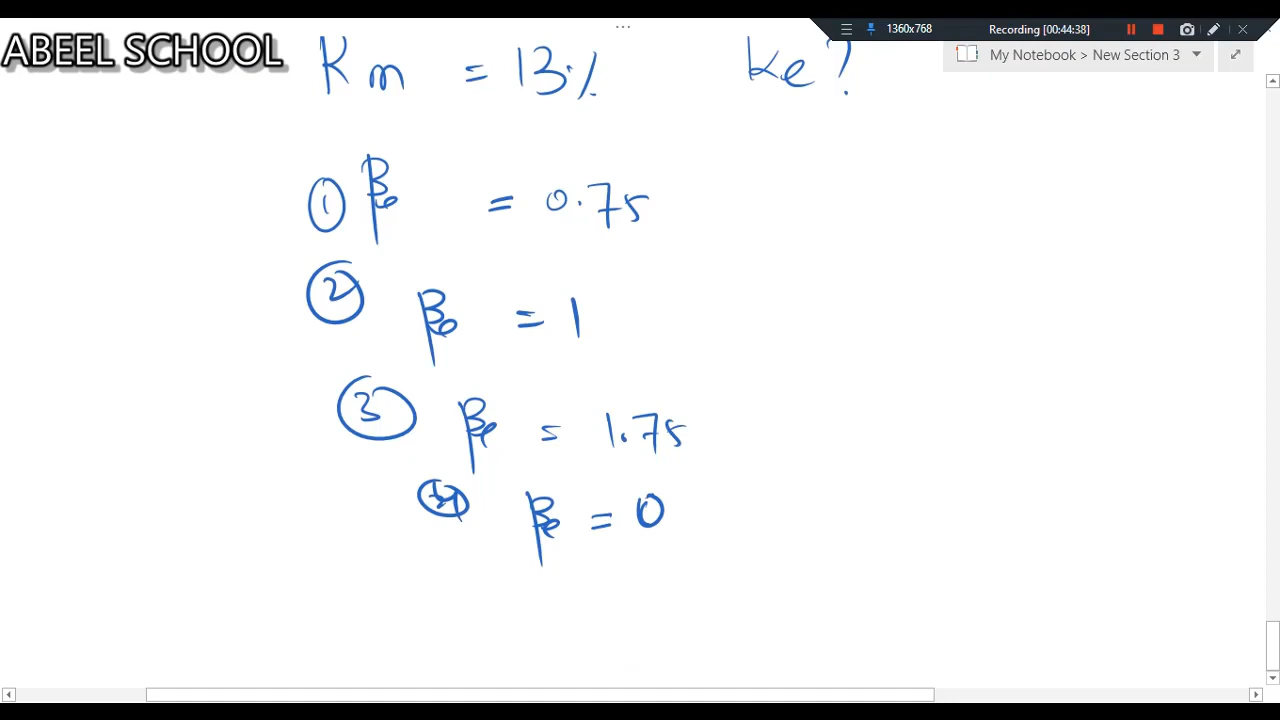 1360x768 Recording [00:44:38]
ABEEL SCHOOL
My Notebook > New Section 3
Km = 13% Ke?
① βe = 0.75
② βe = 1
③ βe = 1.75
④ βe = 0